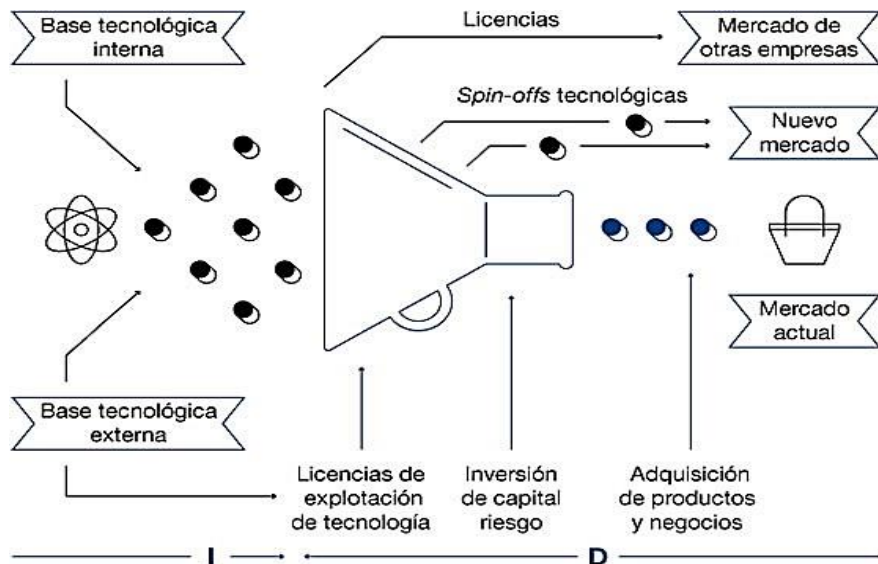 Base tecnológica
interna
Licencias
Mercado de
otras empresas
Spin-offs tecnológicas
Nuevo
mercado
Mercado
actual
Base tecnológica
externa
Licencias de
explotación
de tecnología
Inversión
de capital
riesgo
Adquisición
de productos
y negocios
I
D